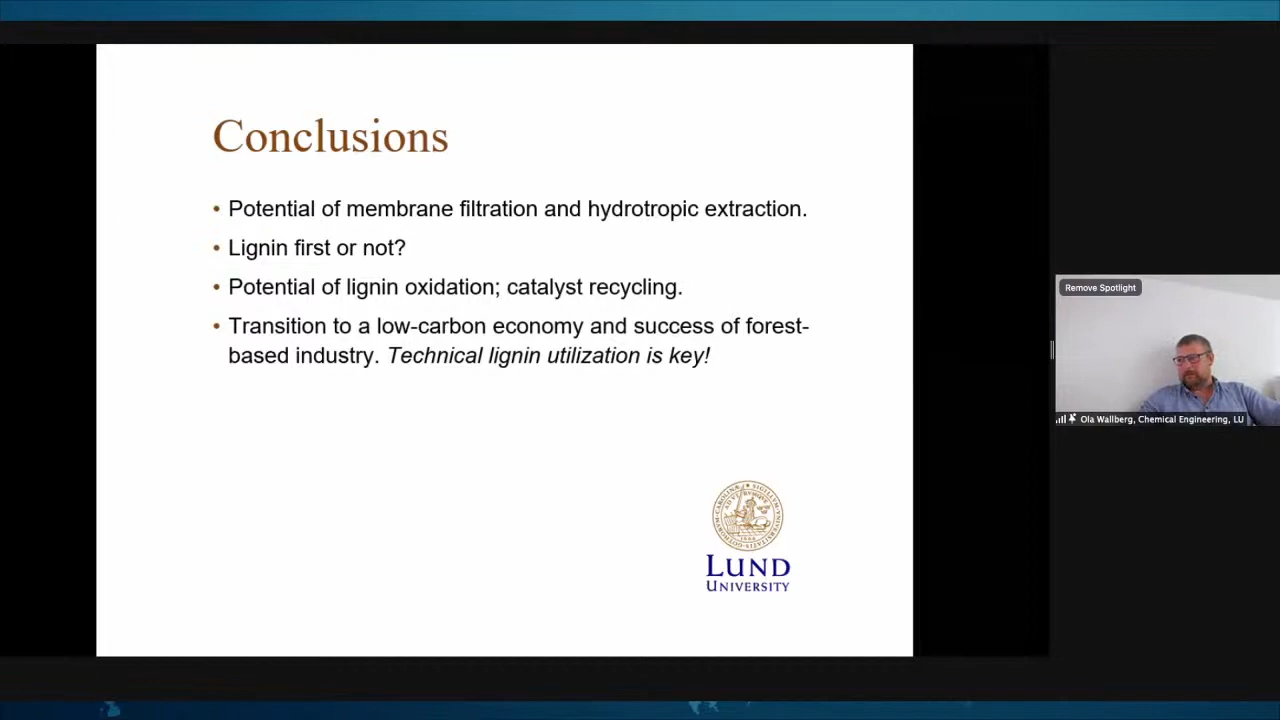 Conclusions
• Potential of membrane filtration and hydrotropic extraction.
• Lignin first or not?
• Potential of lignin oxidation; catalyst recycling.
• Transition to a low-carbon economy and success of forest-
based industry. Technical lignin utilization is key!
LUND
UNIVERSITY
Remove Spotlight
Ola Wallberg, Chemical Engineering, LU